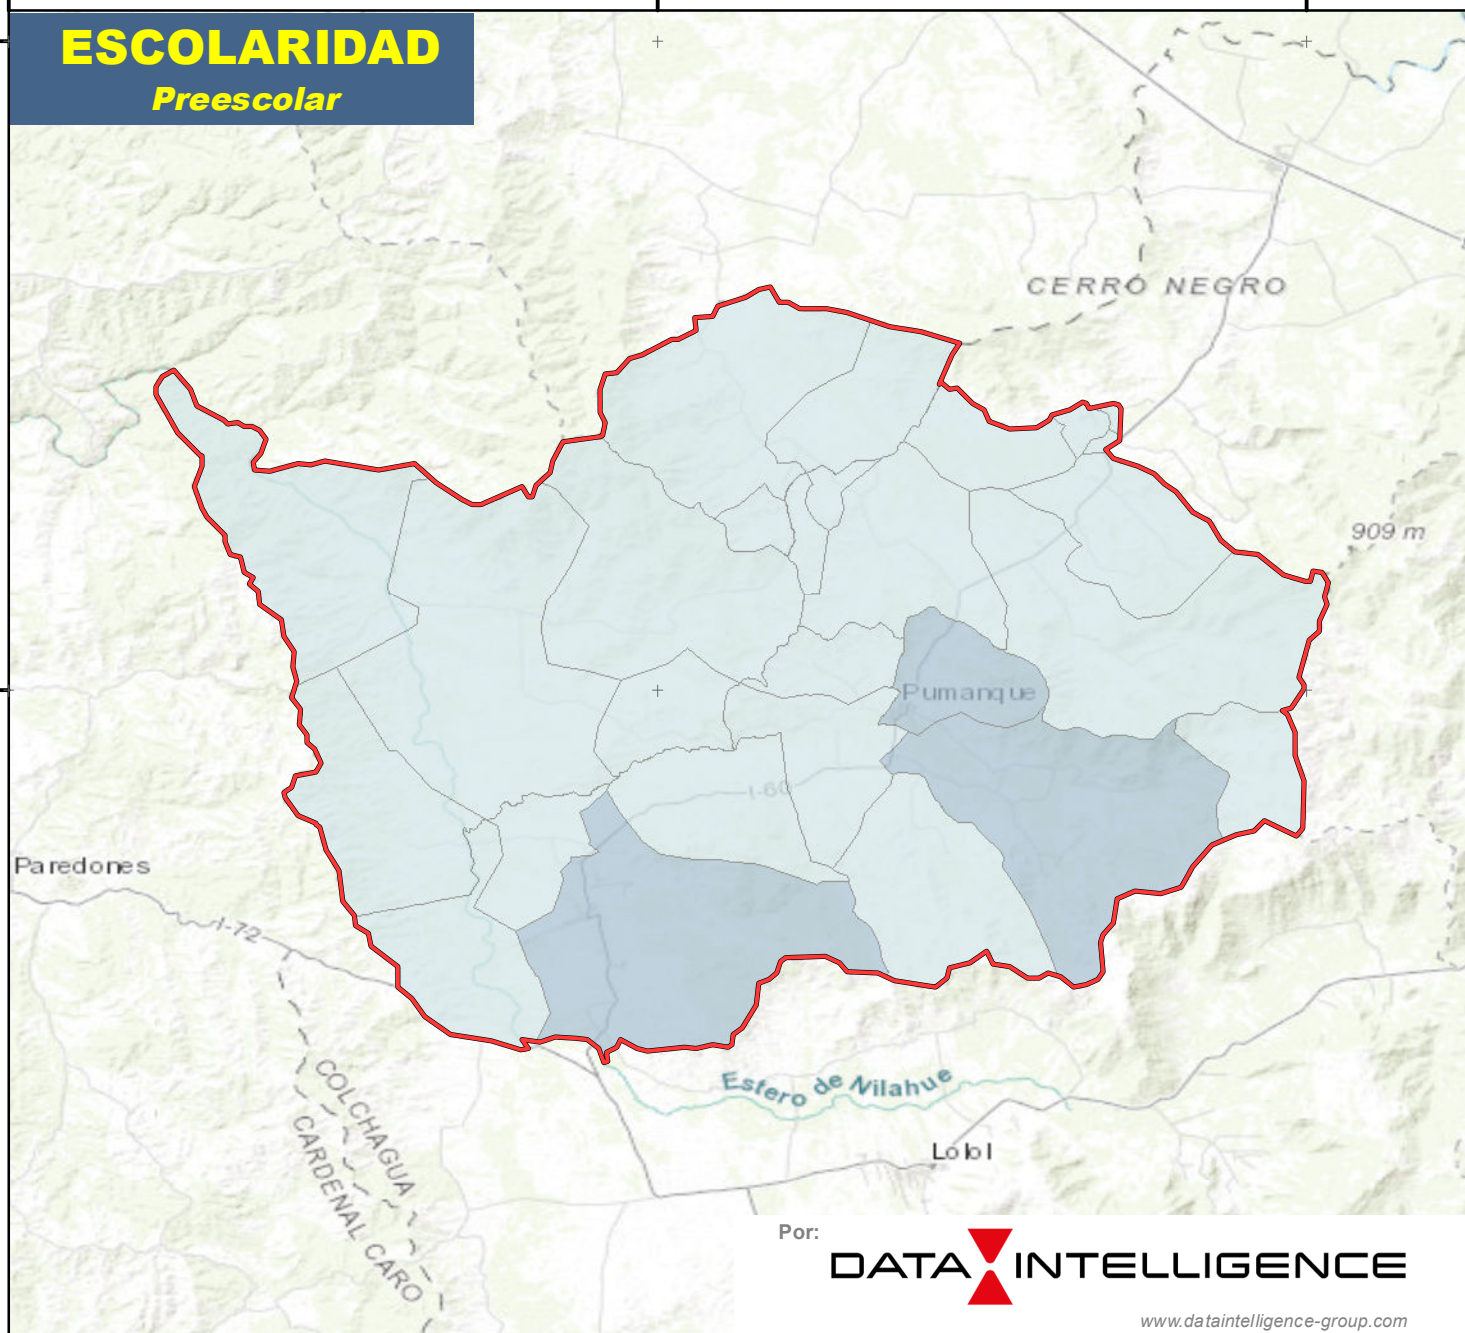 ESCOLARIDAD
Preescolar
CERRO NEGRO
909 m
Pumanque
I-60
Paredones
I-72
COLCHAGUA
CARDENAL CARO
Estero de Nilahue
Lolol
Por:
DATA INTELLIGENCE
www.dataintelligence-group.com